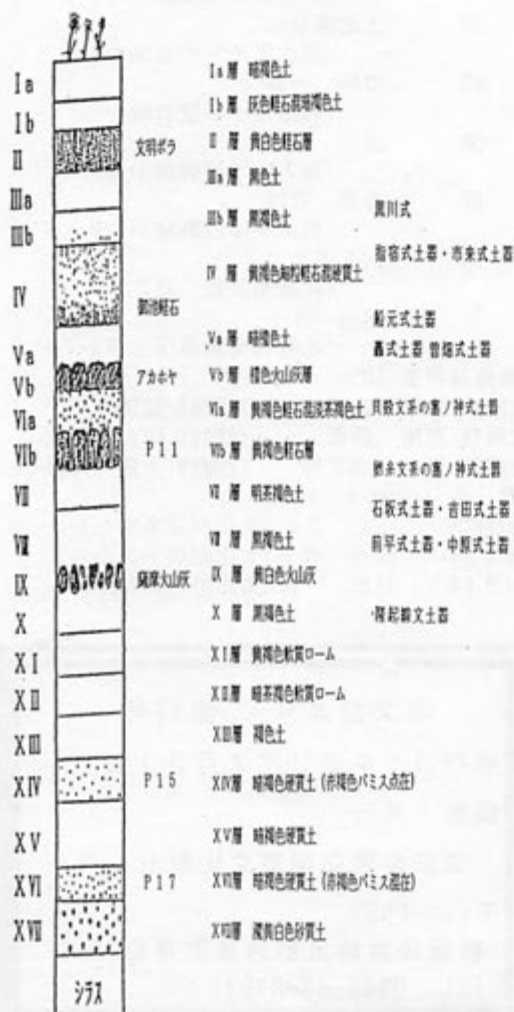 Ia Ia層 暗褐色土
Ib Ib層 灰色軽石混暗褐色土
II 文明ボラ II層 黄白色軽石層
IIIa IIIa層 黒色土
IIIb IIIb層 黒褐色土 黒川式
指宿式土器・市来式土器
IV IV層 黄褐色細粒軽石混硬質土
御池軽石 船元式土器
Va Va層 暗橙色土 轟式土器 曽畑式土器
Vb アカホヤ Vb層 橙色火山灰層
VIa VIa層 黄褐色軽石混淡茶褐色土 貝殻文系の塞ノ神式土器
VIb P11 VIb層 黄褐色軽石層
撚糸文系の塞ノ神式土器
VII VII層 明茶褐色土 石坂式土器・吉田式土器
VIII VII層 黒褐色土 前平式土器・中原式土器
IX 薩摩火山灰 IX層 黄白色火山灰
X X層 黒褐色土 ・隆起線文土器
XI XI層 黄褐色軟質ローム
XII XII層 暗茶褐色軟質ローム
XIII XIII層 褐色土
XIV P15 XIV層 暗褐色硬質土(赤褐色パミス点在)
XV XV層 暗褐色硬質土
XVI P17 XVI層 暗褐色硬質土(赤褐色パミス混在)
XVII XVII層 黄白色砂質土
シラス